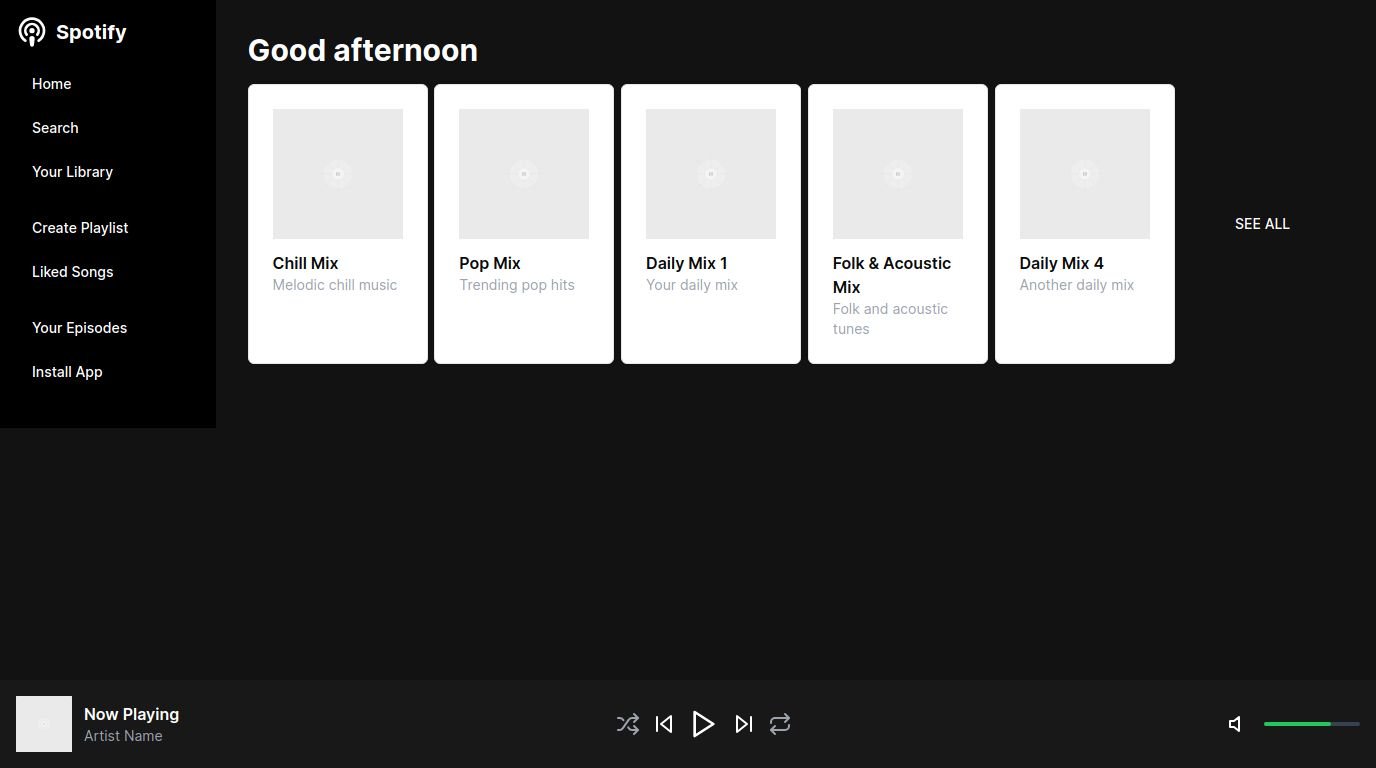 Spotify
Home
Search
Your Library
Create Playlist
Liked Songs
Your Episodes
Install App
Good afternoon
Chill Mix
Melodic chill music
Pop Mix
Trending pop hits
Daily Mix 1
Your daily mix
Folk & Acoustic
Mix
Folk and acoustic
tunes
Daily Mix 4
Another daily mix
SEE ALL
Now Playing
Artist Name